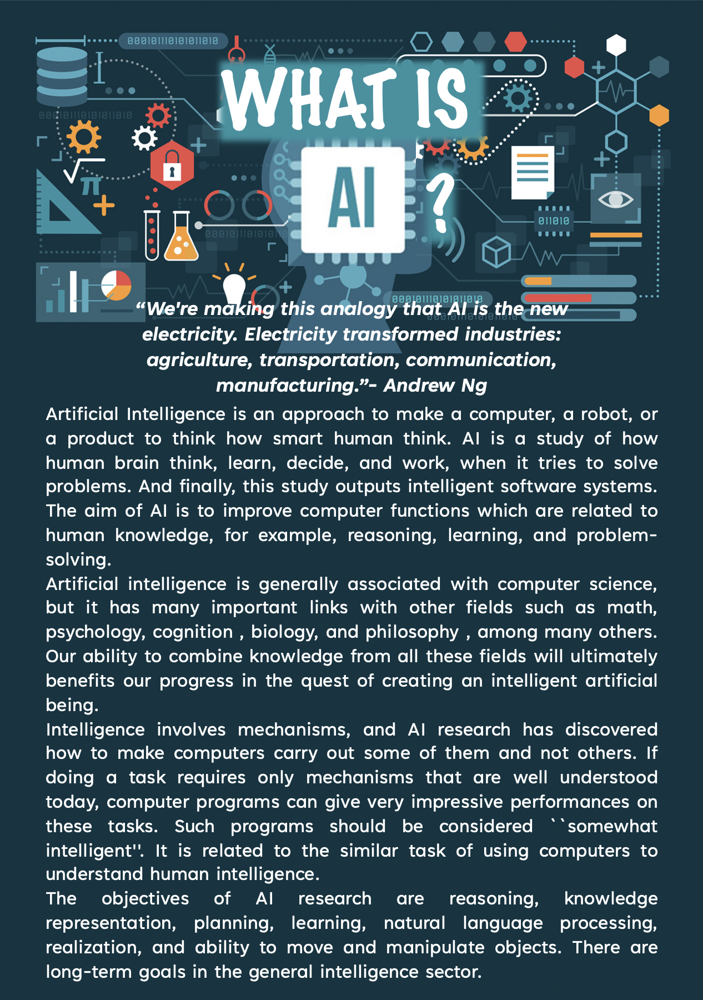 000101110101011010
WHAT IS
000101110101011010
AI
?
011010
000101110101011010
000101110101011010
000101110101011010
“We're making this analogy that AI is the new
electricity. Electricity transformed industries:
agriculture, transportation, communication,
manufacturing.”- Andrew Ng
Artificial Intelligence is an approach to make a computer, a robot, or
a product to think how smart human think. AI is a study of how
human brain think, learn, decide, and work, when it tries to solve
problems. And finally, this study outputs intelligent software systems.
The aim of AI is to improve computer functions which are related to
human knowledge, for example, reasoning, learning, and problem-
solving.
Artificial intelligence is generally associated with computer science,
but it has many important links with other fields such as math,
psychology, cognition , biology, and philosophy , among many others.
Our ability to combine knowledge from all these fields will ultimately
benefits our progress in the quest of creating an intelligent artificial
being.
Intelligence involves mechanisms, and AI research has discovered
how to make computers carry out some of them and not others. If
doing a task requires only mechanisms that are well understood
today, computer programs can give very impressive performances on
these tasks. Such programs should be considered ``somewhat
intelligent''. It is related to the similar task of using computers to
understand human intelligence.
The objectives of AI research are reasoning, knowledge
representation, planning, learning, natural language processing,
realization, and ability to move and manipulate objects. There are
long-term goals in the general intelligence sector.